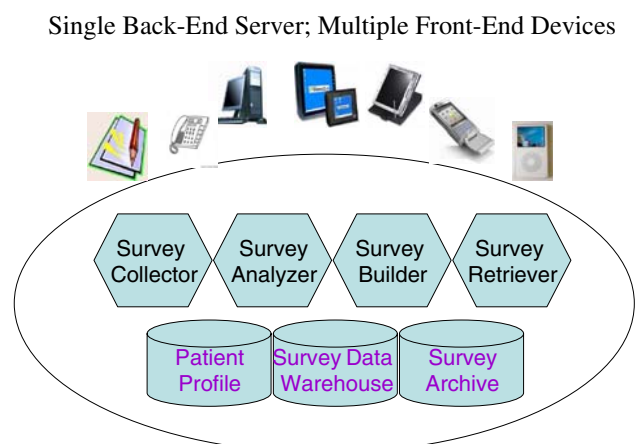 Single Back-End Server; Multiple Front-End Devices
Survey
Collector
Survey
Analyzer
Survey
Builder
Survey
Retriever
Patient
Profile
Survey Data
Warehouse
Survey
Archive